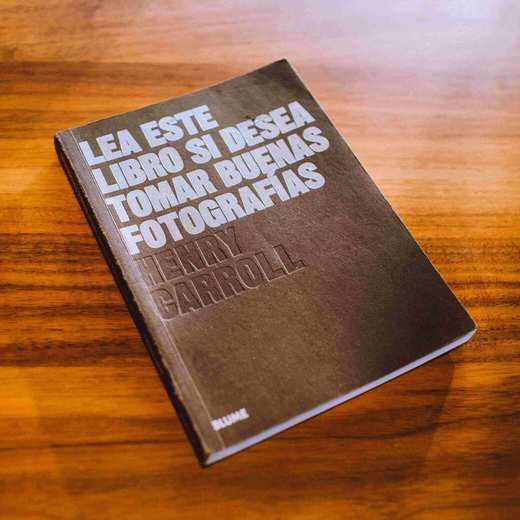 LEA ESTE
LIBRO SI DESEA
TOMAR BUENAS
FOTOGRAFÍAS
HENRY
CARROLL
BLUME